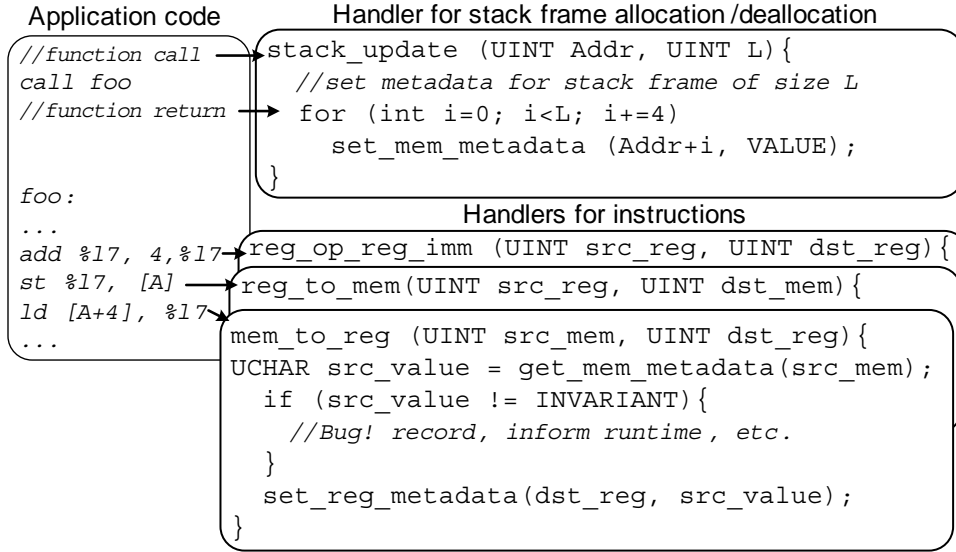 Application code
//function call
call foo
//function return
foo:
...
add %l7, 4,%l7
st %l7, [A]
ld [A+4], %l7
...
Handler for stack frame allocation/deallocation
stack_update (UINT Addr, UINT L){
//set metadata for stack frame of size L
for (int i=0; i<L; i+=4)
set_mem_metadata (Addr+i, VALUE);
}
Handlers for instructions
reg_op_reg_imm (UINT src_reg, UINT dst_reg){
reg_to_mem(UINT src_reg, UINT dst_mem){
mem_to_reg (UINT src_mem, UINT dst_reg){
UCHAR src_value = get_mem_metadata(src_mem);
if (src_value != INVARIANT){
//Bug! record, inform runtime, etc.
}
set_reg_metadata(dst_reg, src_value);
}